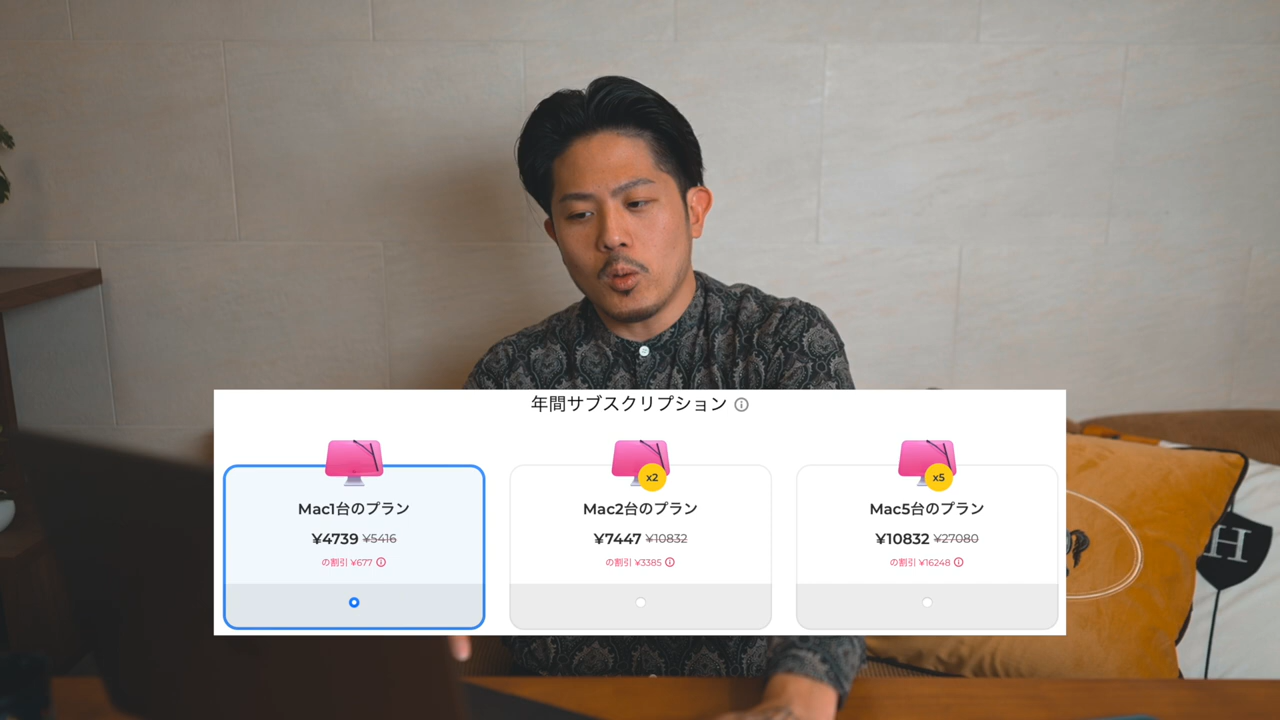 年間サブスクリプション
x2
x5
Mac1台のプラン
Mac2台のプラン
Mac5台のプラン
¥4739 ¥5416
¥7447 ¥10832
¥10832 ¥27080
の割引 ¥677
の割引 ¥3385
の割引 ¥16248
H